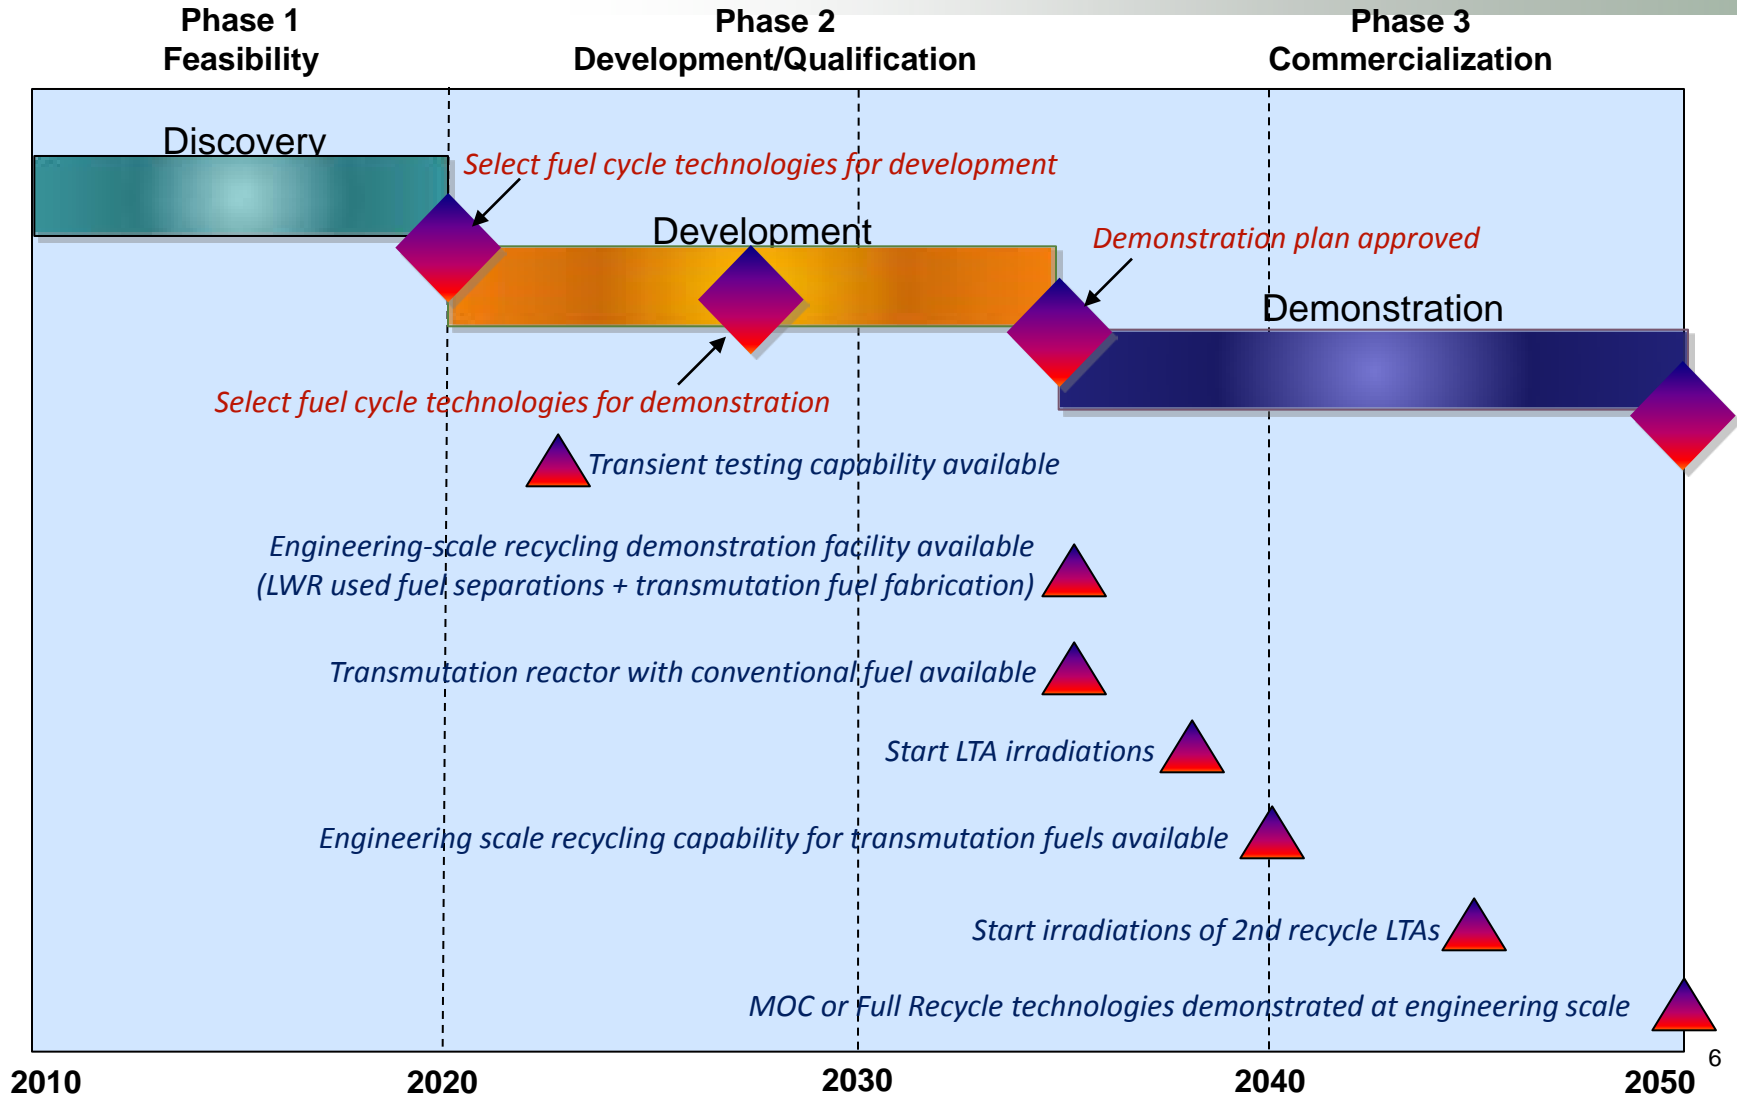 Phase 1
Feasibility
Phase 2
Development/Qualification
Phase 3
Commercialization
Discovery
Select fuel cycle technologies for development
Development
Demonstration plan approved
Demonstration
Select fuel cycle technologies for demonstration
Transient testing capability available
Engineering-scale recycling demonstration facility available
(LWR used fuel separations + transmutation fuel fabrication)
Transmutation reactor with conventional fuel available
Start LTA irradiations
Engineering scale recycling capability for transmutation fuels available
Start irradiations of 2nd recycle LTAs
MOC or Full Recycle technologies demonstrated at engineering scale
6
2010
2020
2030
2040
2050